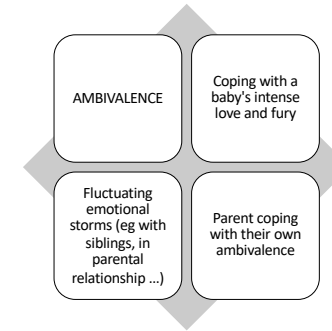 AMBIVALENCE
Coping with a
baby's intense
love and fury
Fluctuating
emotional
storms (eg with
siblings, in
parental
relationship ...)
Parent coping
with their own
ambivalence